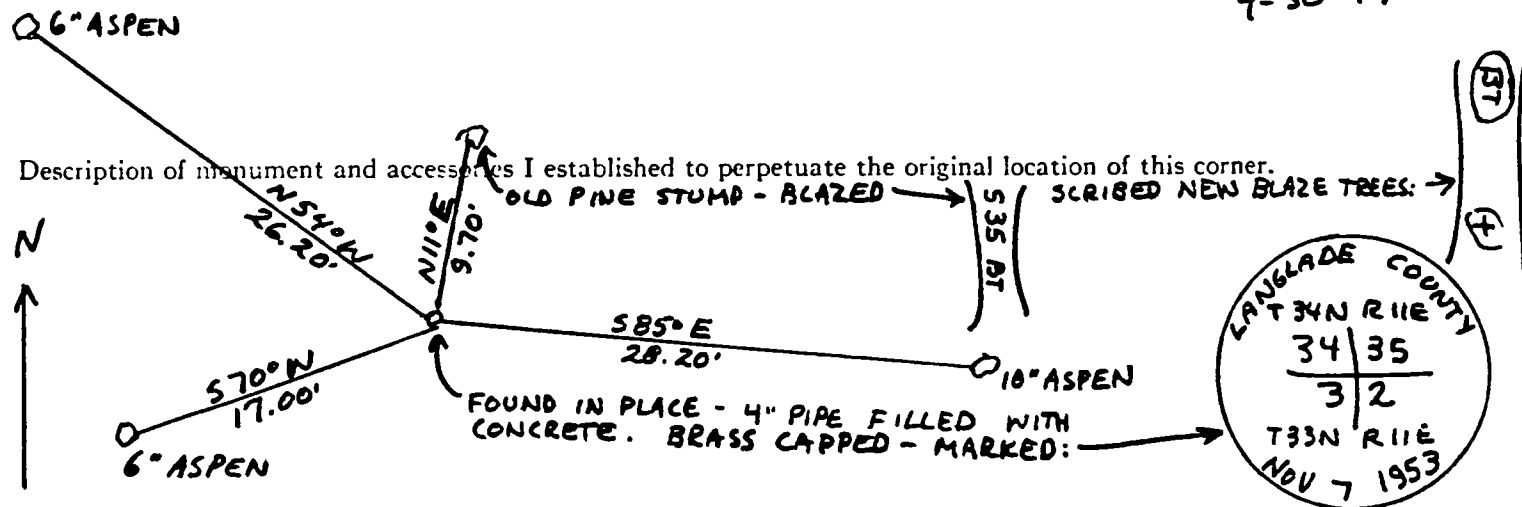 6" ASPEN
Description of monument and accessories I established to perpetuate the original location of this corner.
OLD PINE STUMP - BLAZED
S 35 BT
SCRIBED NEW BLAZE TREES:
BT
+
N
N54°W
26.20'
N11°E
9.70'
S85°E
28.20'
10" ASPEN
S70°W
17.00'
6" ASPEN
FOUND IN PLACE - 4" PIPE FILLED WITH
CONCRETE. BRASS CAPPED - MARKED:
LANGLADE COUNTY
T34N R11E
34 35
3 2
T33N R11E
NOV 7 1953